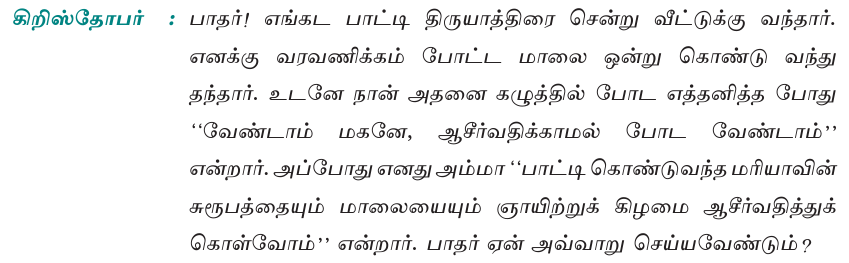 கிறிஸ்தோபர் : பாதர்! எங்கட பாட்டி திருயாத்திரை சென்று வீட்டுக்கு வந்தார்.
எனக்கு வரவணிக்கம் போட்ட மாலை ஒன்று கொண்டு வந்து
தந்தார். உடனே நான் அதனை கழுத்தில் போட எத்தனித்த போது
‘‘வேண்டாம் மகனே, ஆசீர்வதிக்காமல் போட வேண்டாம்’’
என்றார். அப்போது எனது அம்மா ‘‘பாட்டி கொண்டுவந்த மரியாவின்
சுரூபத்தையும் மாலையையும் ஞாயிற்றுக் கிழமை ஆசீர்வதித்துக்
கொள்வோம்’’ என்றார். பாதர் ஏன் அவ்வாறு செய்யவேண்டும்?